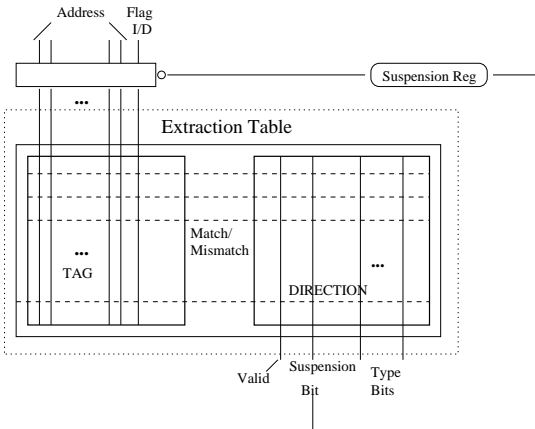 Address
Flag
I/D
Suspension Reg
...
Extraction Table
Match/
Mismatch
...
TAG
...
DIRECTION
Valid
Suspension
Bit
Type
Bits